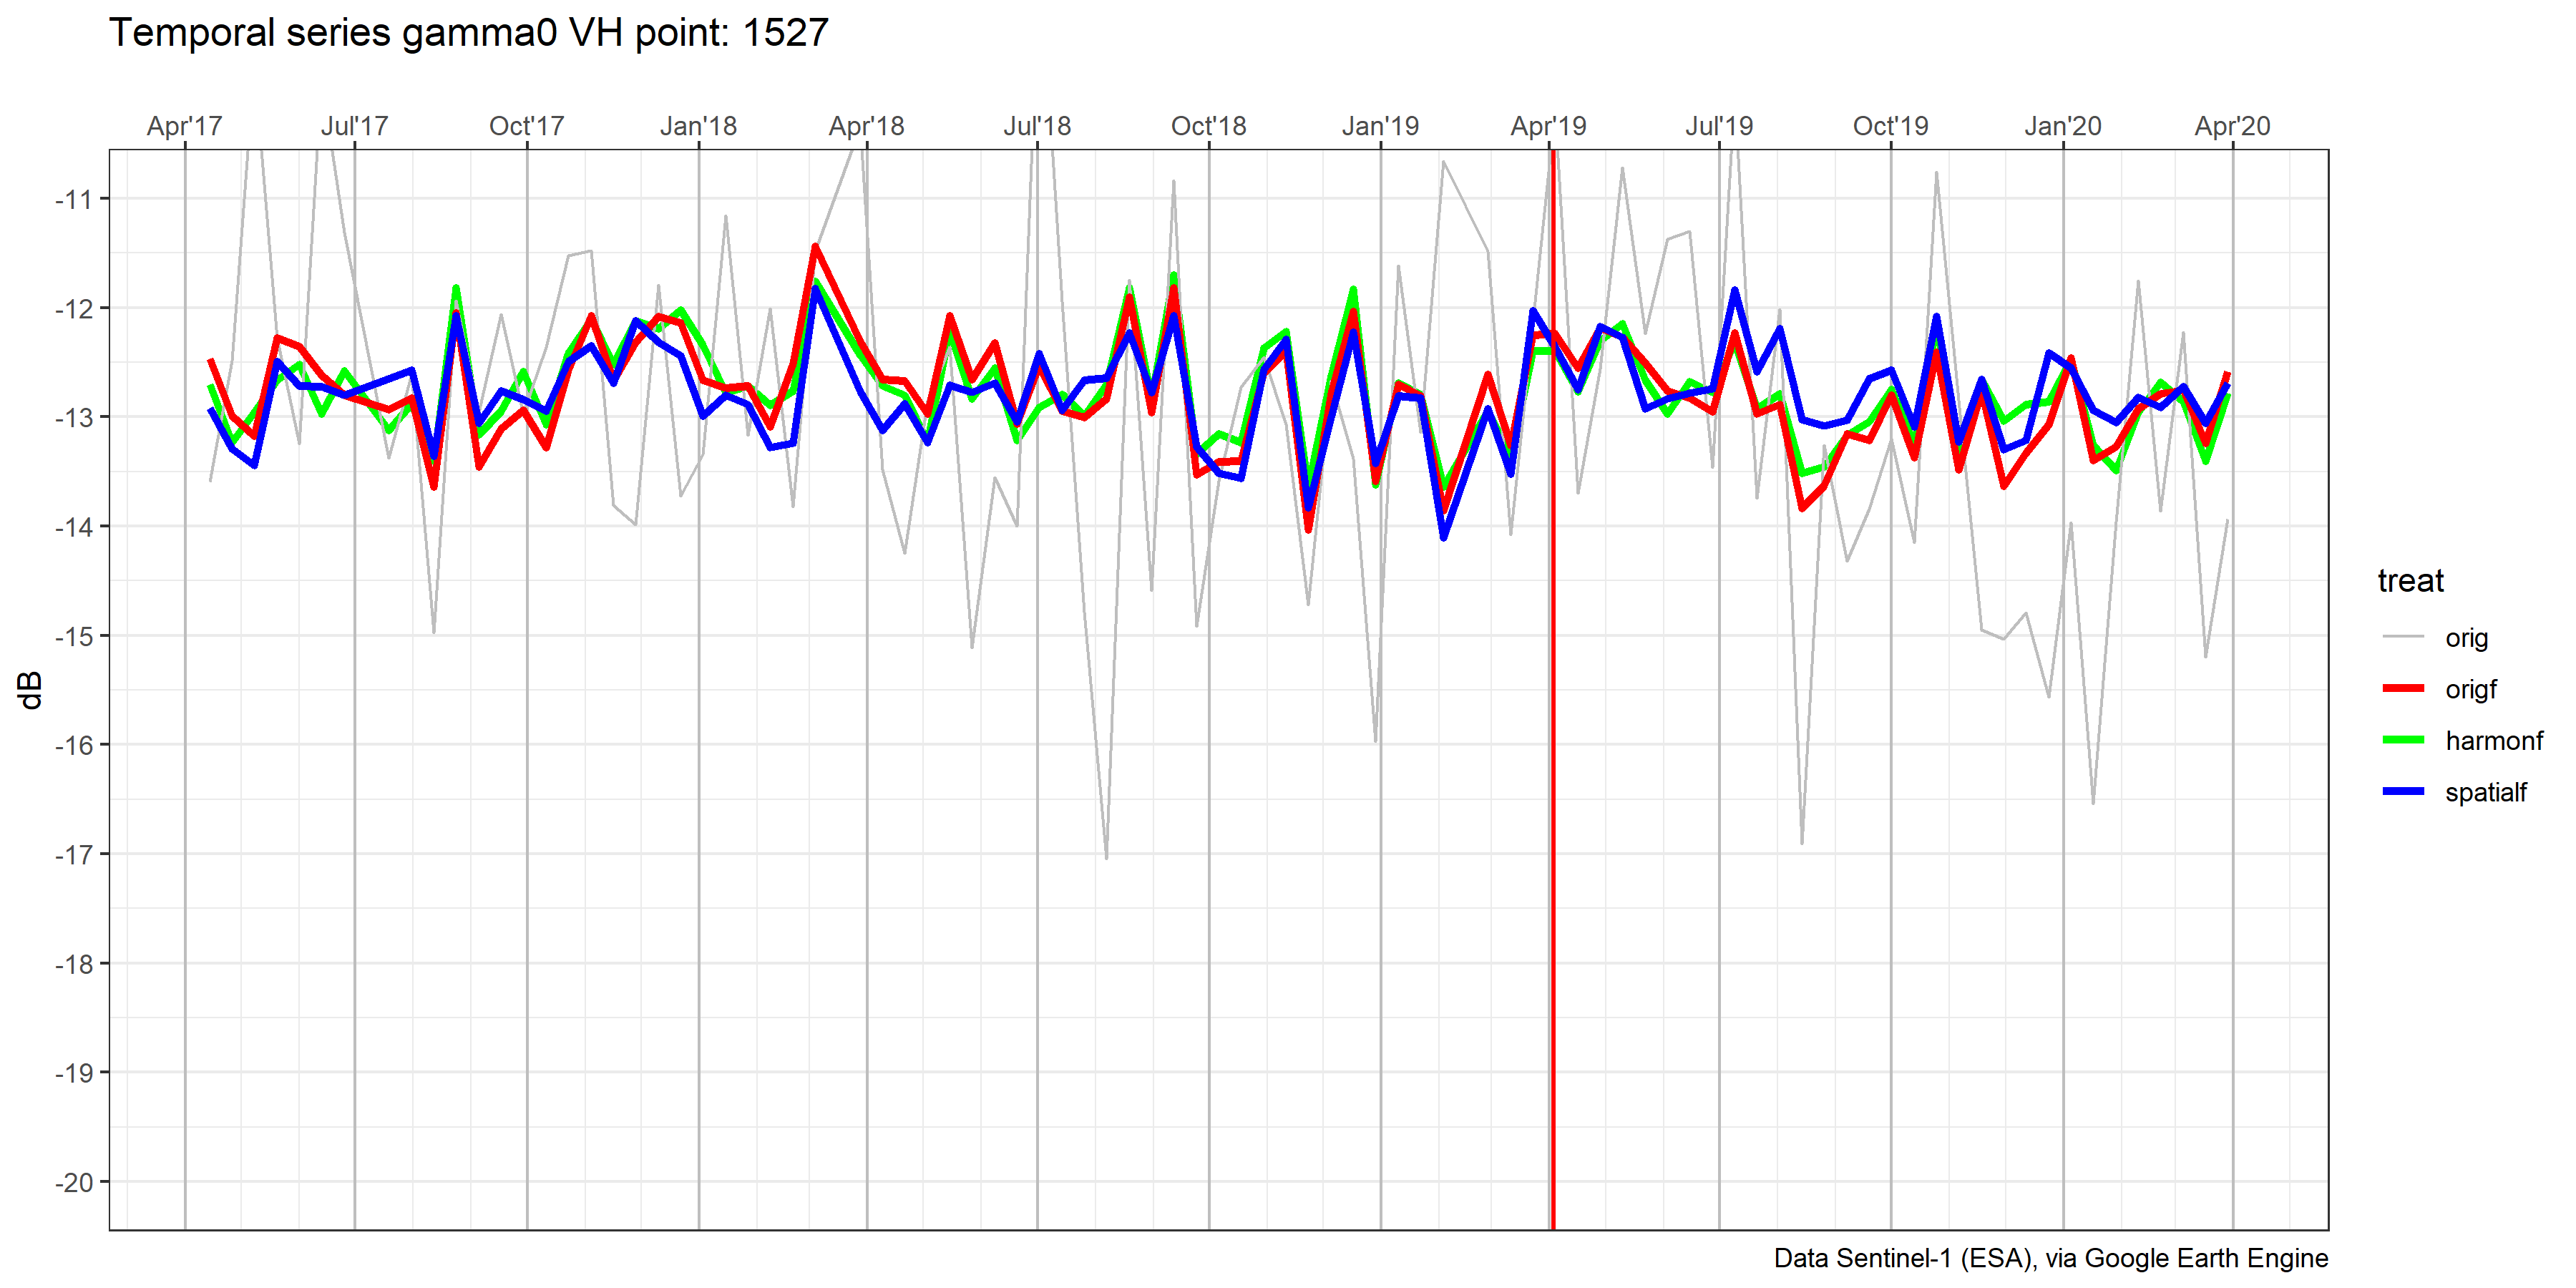 Temporal series gamma0 VH point: 1527
Apr'17 Jul'17 Oct'17 Jan'18 Apr'18 Jul'18 Oct'18 Jan'19 Apr'19 Jul'19 Oct'19 Jan'20 Apr'20
-11
-12
-13
-14
-15
-16
-17
-18
-19
-20
dB
treat
orig
origf
harmonf
spatialf
Data Sentinel-1 (ESA), via Google Earth Engine